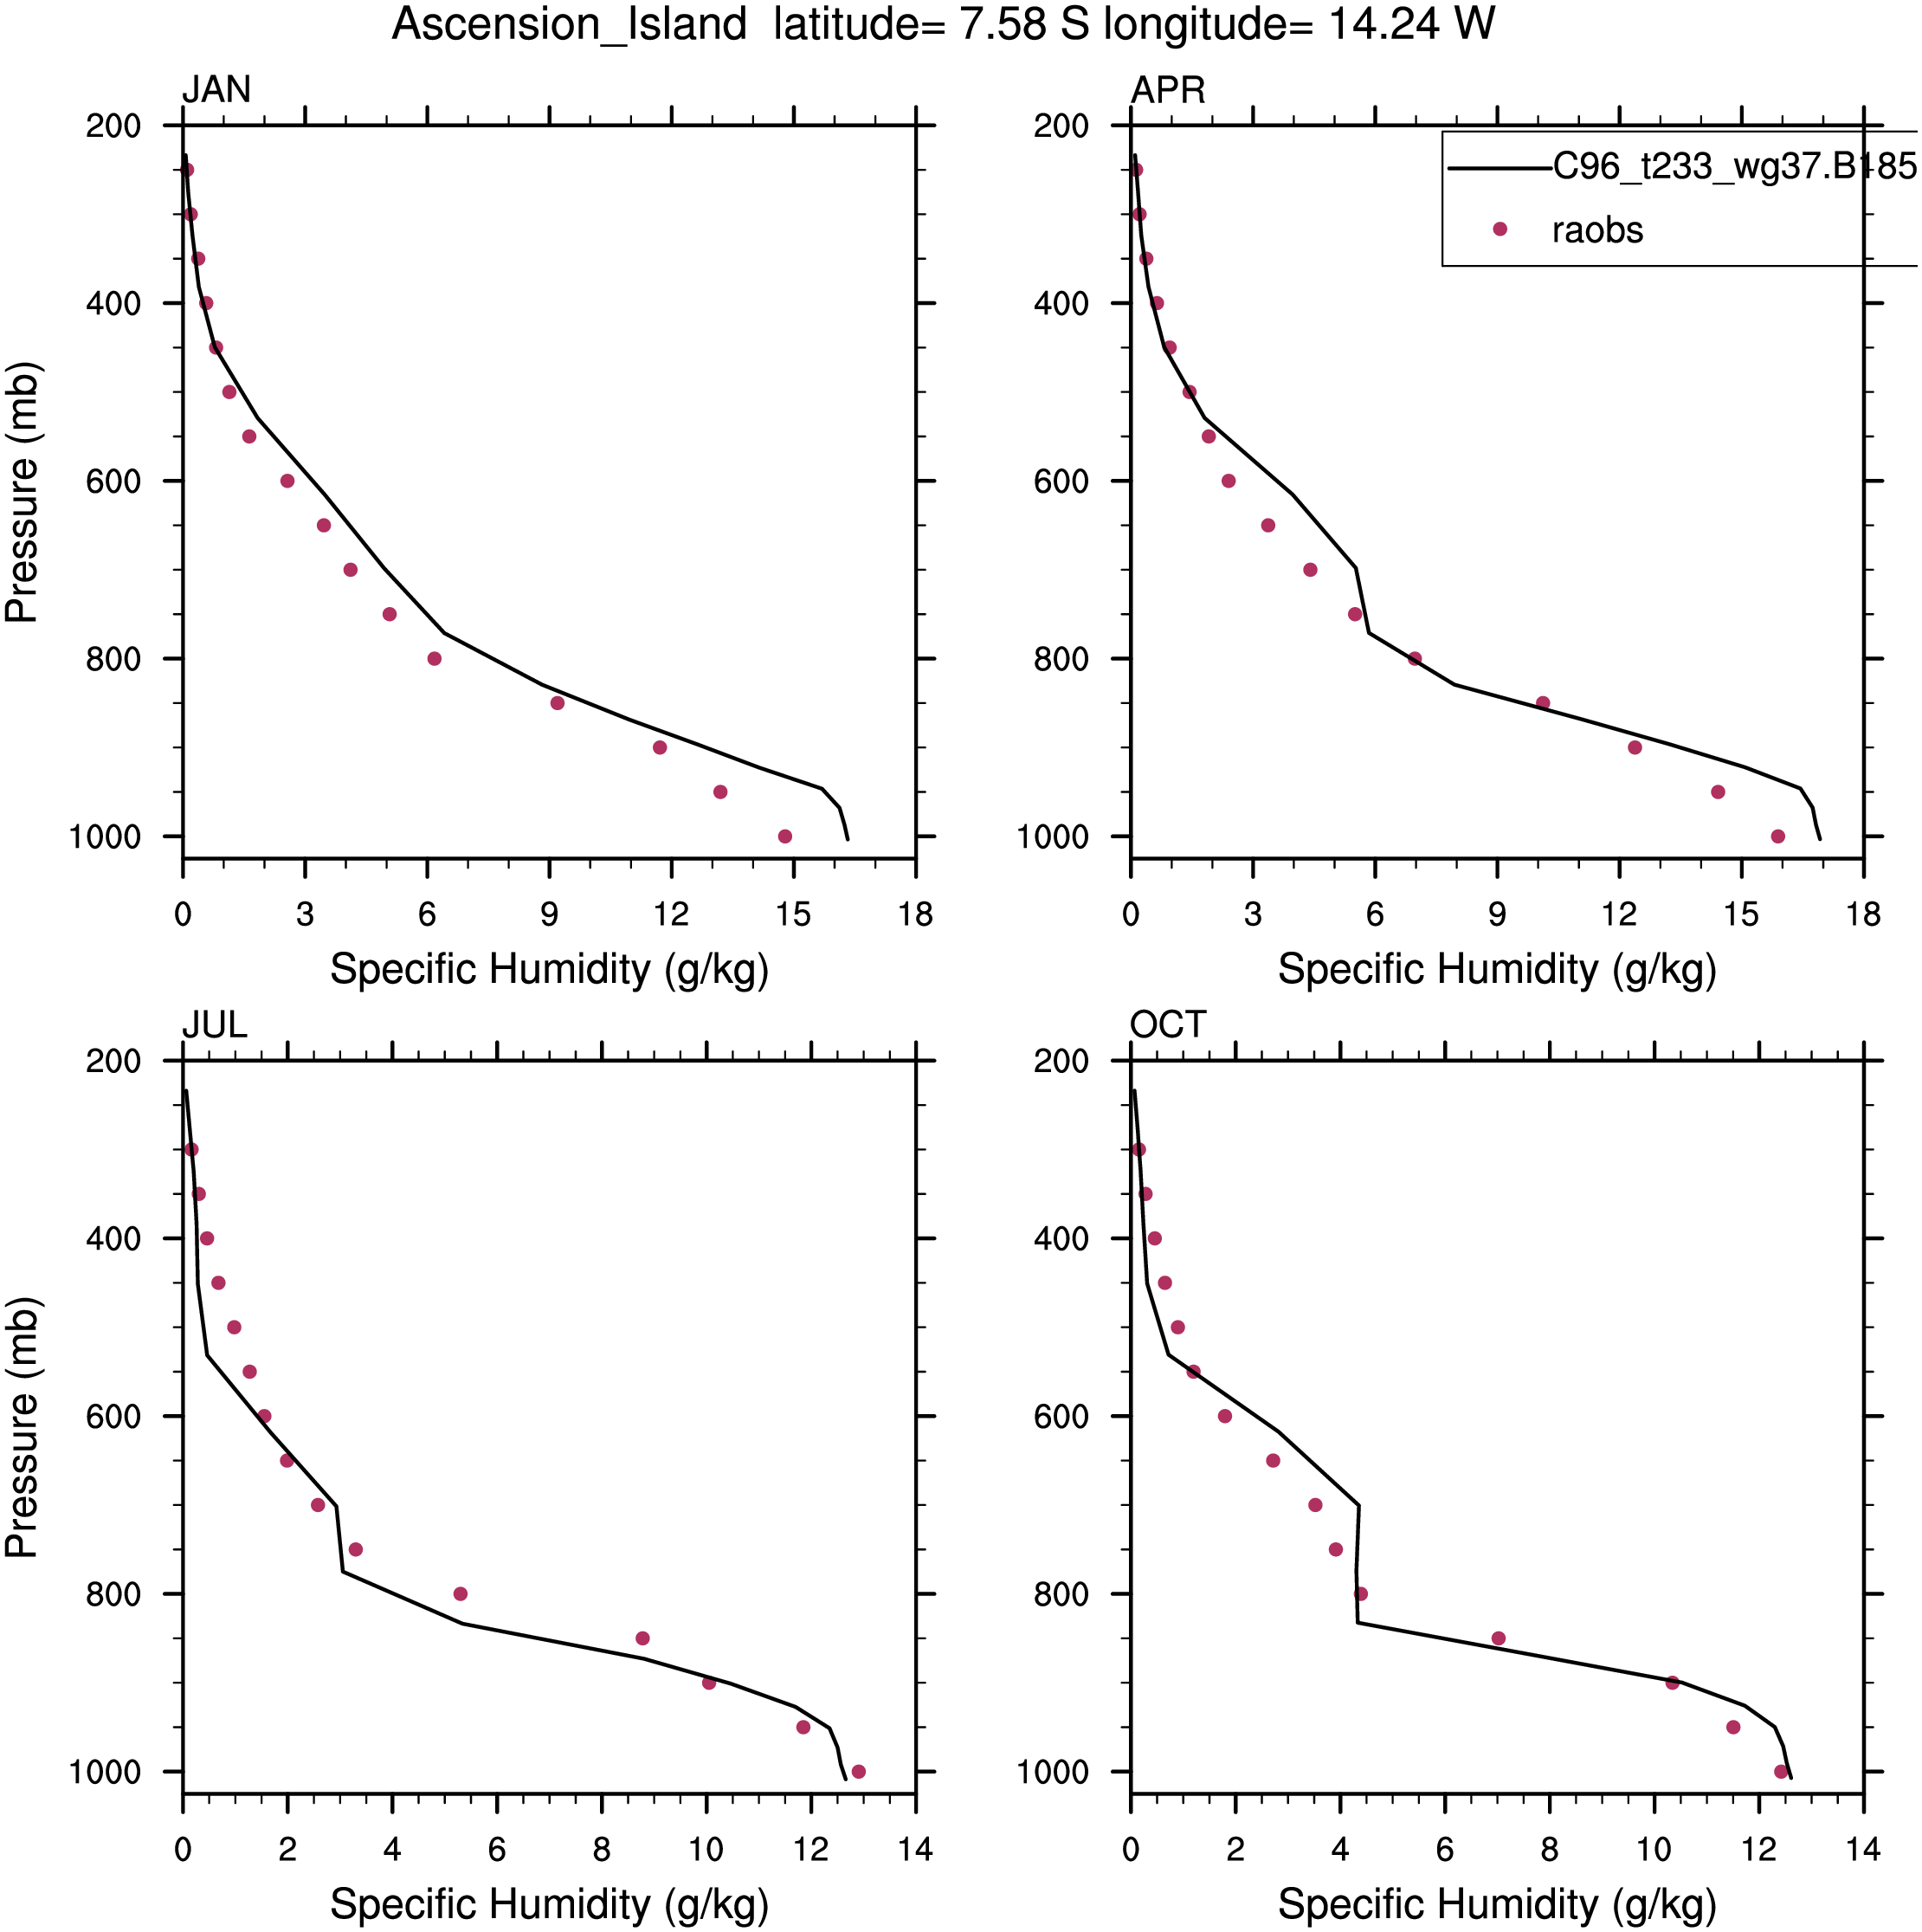 Ascension_Island latitude= 7.58 S longitude= 14.24 W
JAN
200
400
600
800
1000
Pressure (mb)
0 3 6 9 12 15 18
Specific Humidity (g/kg)
APR
200
400
600
800
1000
C96_t233_wg37.B185
raobs
0 3 6 9 12 15 18
Specific Humidity (g/kg)
JUL
200
400
600
800
1000
Pressure (mb)
0 2 4 6 8 10 12 14
Specific Humidity (g/kg)
OCT
200
400
600
800
1000
0 2 4 6 8 10 12 14
Specific Humidity (g/kg)